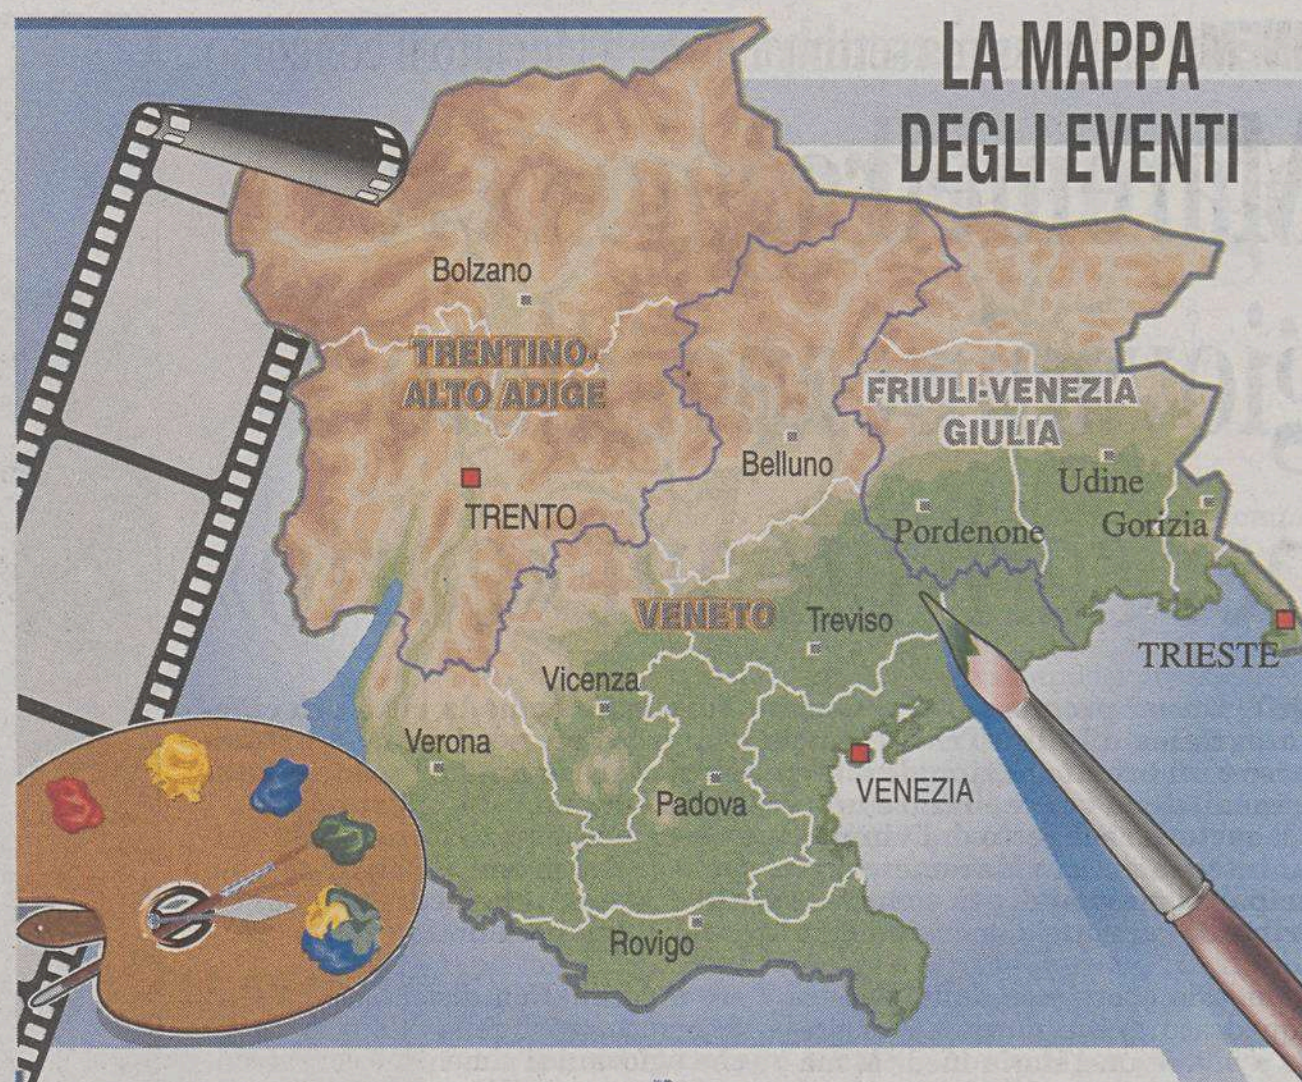 LA MAPPA
DEGLI EVENTI
Bolzano
TRENTINO-
ALTO ADIGE
FRIULI-VENEZIA
GIULIA
Belluno
Udine
TRENTO
Pordenone
Gorizia
VENETO
Treviso
TRIESTE
Vicenza
Verona
VENEZIA
Padova
Rovigo